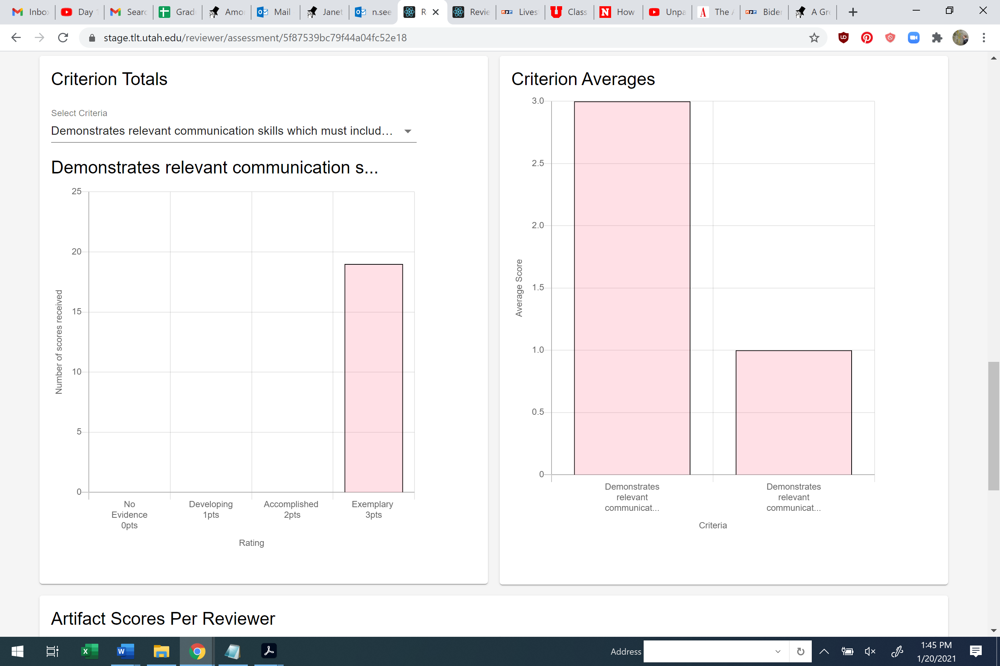 Inbo
Day 1
Searc
Grad
Amo
Mail
Janet
n.see
R
Revie
Lives
Class
How
Unpa
The A
Biden
A Gre
stage.tlt.utah.edu/reviewer/assessment/5f87539bc79f44a04fc52e18
Criterion Totals
Select Criteria
Demonstrates relevant communication skills which must includ...
Demonstrates relevant communication s...
25
20
15
10
5
0
Number of scores received
No
Evidence
0pts
Developing
1pts
Accomplished
2pts
Exemplary
3pts
Rating
Criterion Averages
3.0
2.5
2.0
1.5
1.0
0.5
0
Average Score
Demonstrates
relevant
communicat...
Demonstrates
relevant
communicat...
Criteria
Artifact Scores Per Reviewer
Address
1:45 PM
1/20/2021